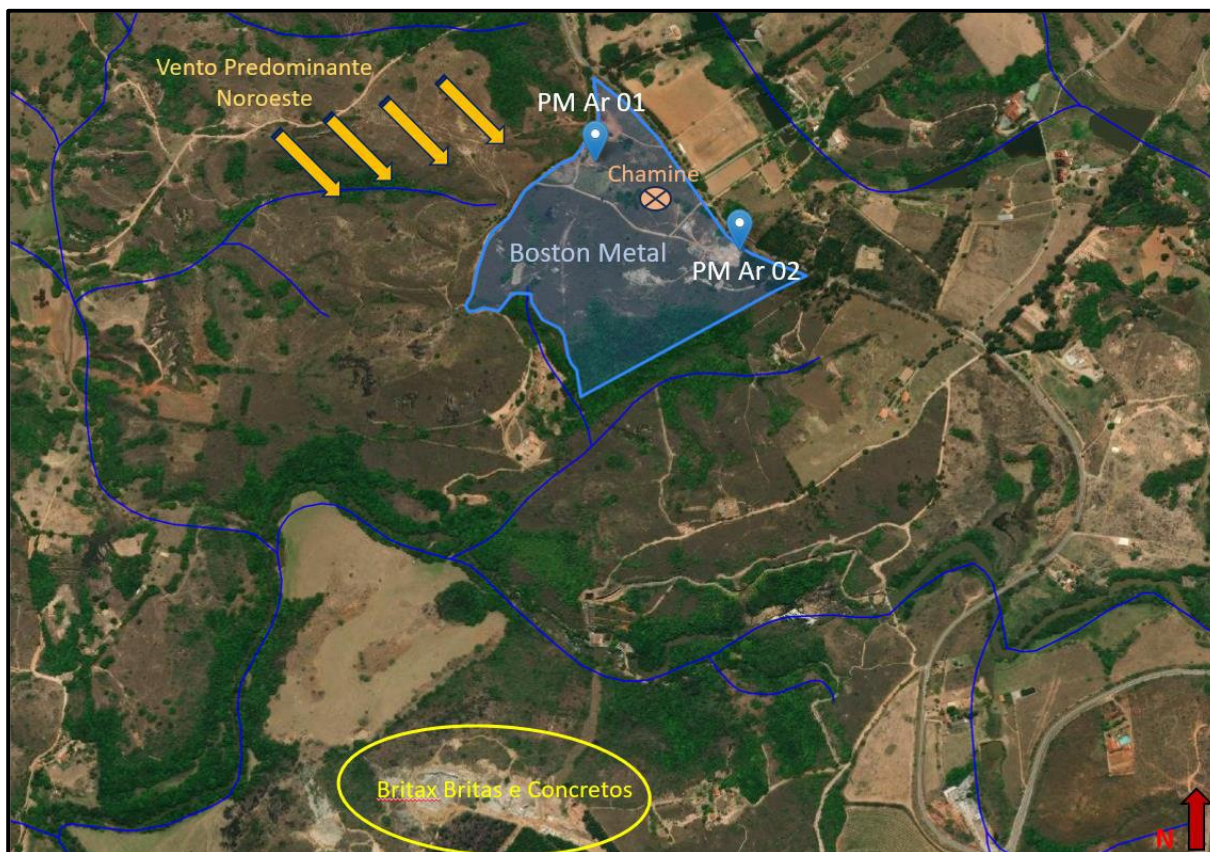 Vento Predominante
Noroeste
PM Ar 01
Chamine
Boston Metal
PM Ar 02
Britax Britas e Concretos
N